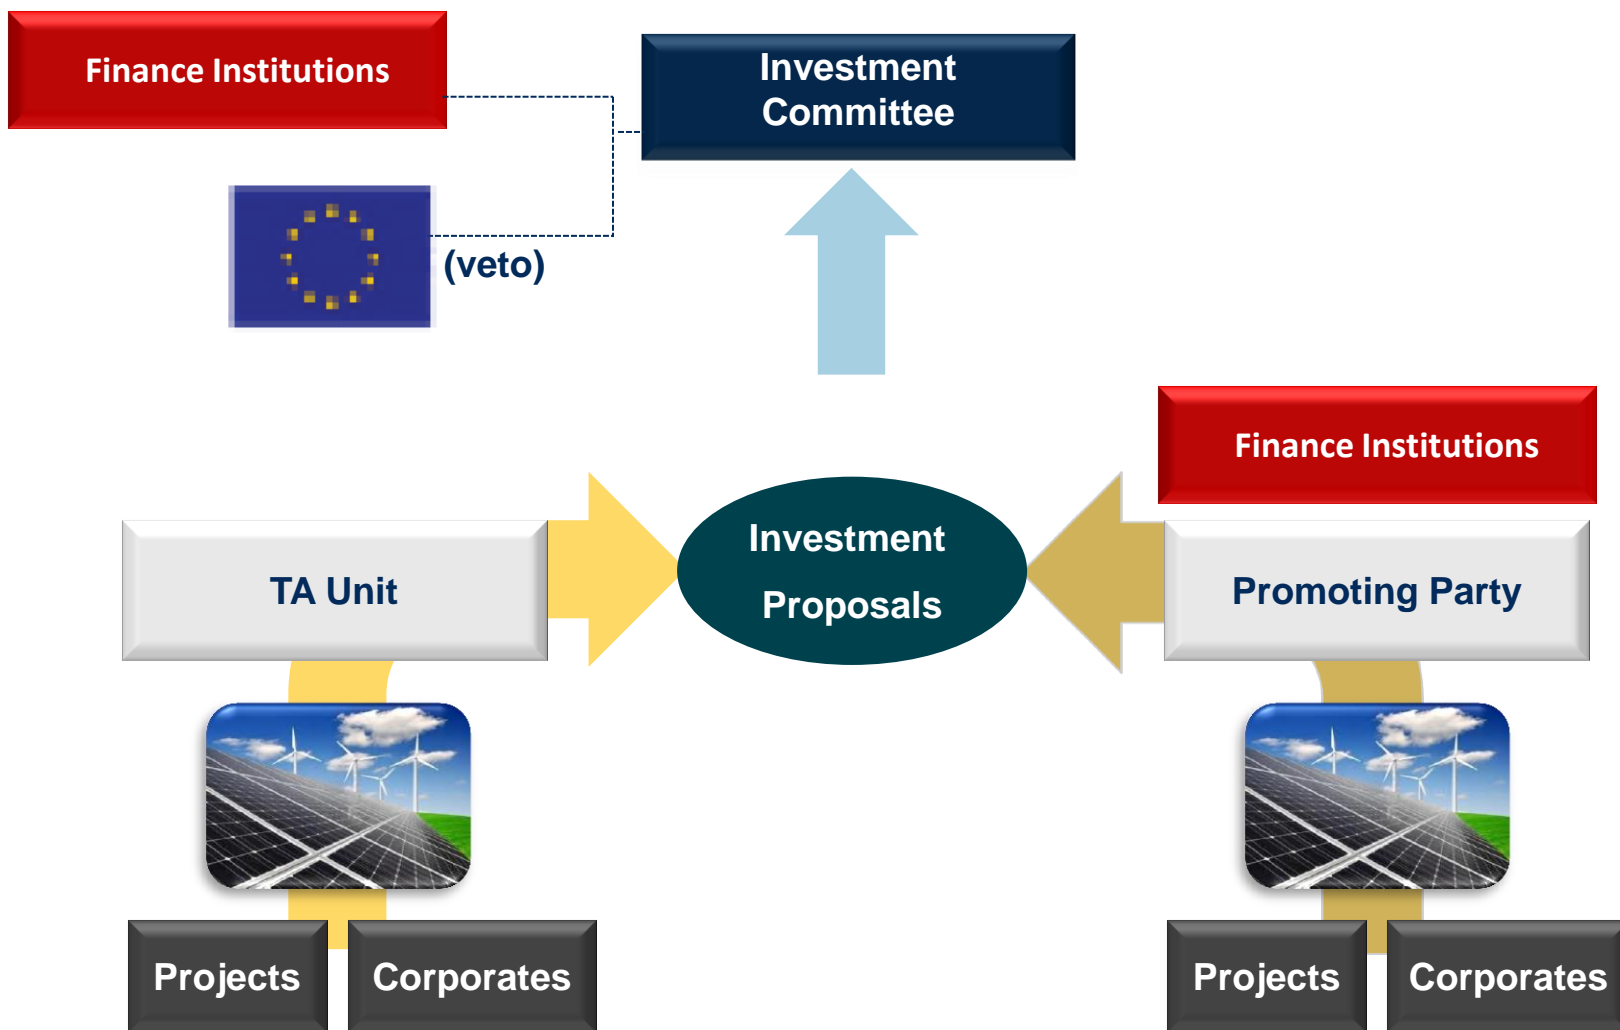 Finance Institutions
Investment
Committee
(veto)
Finance Institutions
Investment
Proposals
TA Unit
Promoting Party
Projects
Corporates
Projects
Corporates